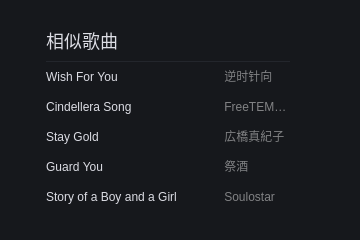 相似歌曲
Wish For You 逆时针向
Cindellera Song FreeTEM...
Stay Gold 広橋真紀子
Guard You 祭酒
Story of a Boy and a Girl Soulostar